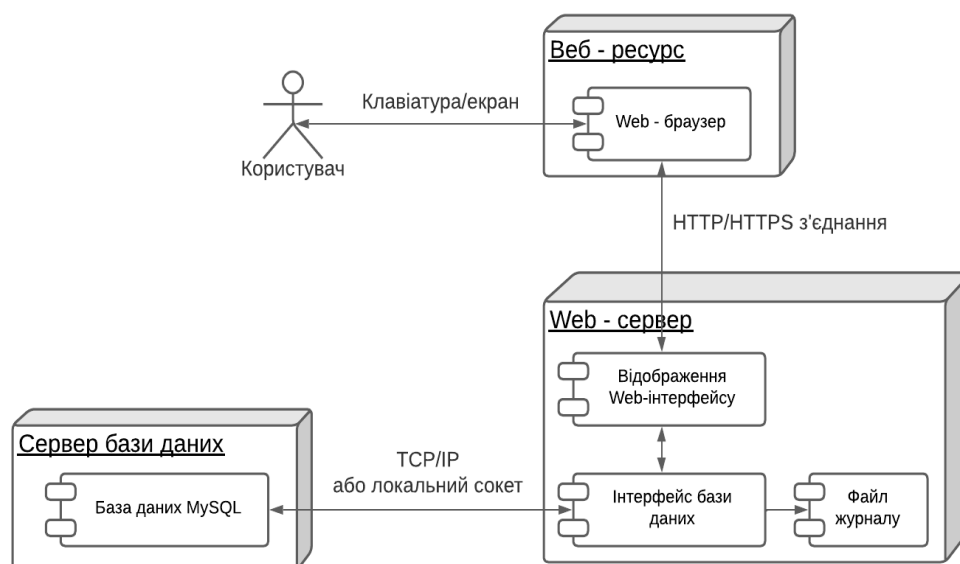 Веб - ресурс
Клавіатура/екран
Web - браузер
Користувач
HTTP/HTTPS з'єднання
Web - сервер
Відображення
Web-інтерфейсу
Сервер бази даних
TCP/IP
або локальний сокет
База даних MySQL
Інтерфейс бази
даних
Файл
журналу